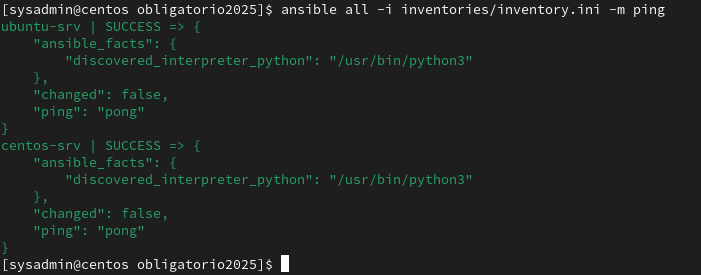 [sysadmin@centos obligatorio2025]$ ansible all -i inventories/inventory.ini -m ping
ubuntu-srv | SUCCESS => {
    "ansible_facts": {
        "discovered_interpreter_python": "/usr/bin/python3"
    },
    "changed": false,
    "ping": "pong"
}
centos-srv | SUCCESS => {
    "ansible_facts": {
        "discovered_interpreter_python": "/usr/bin/python3"
    },
    "changed": false,
    "ping": "pong"
}
[sysadmin@centos obligatorio2025]$